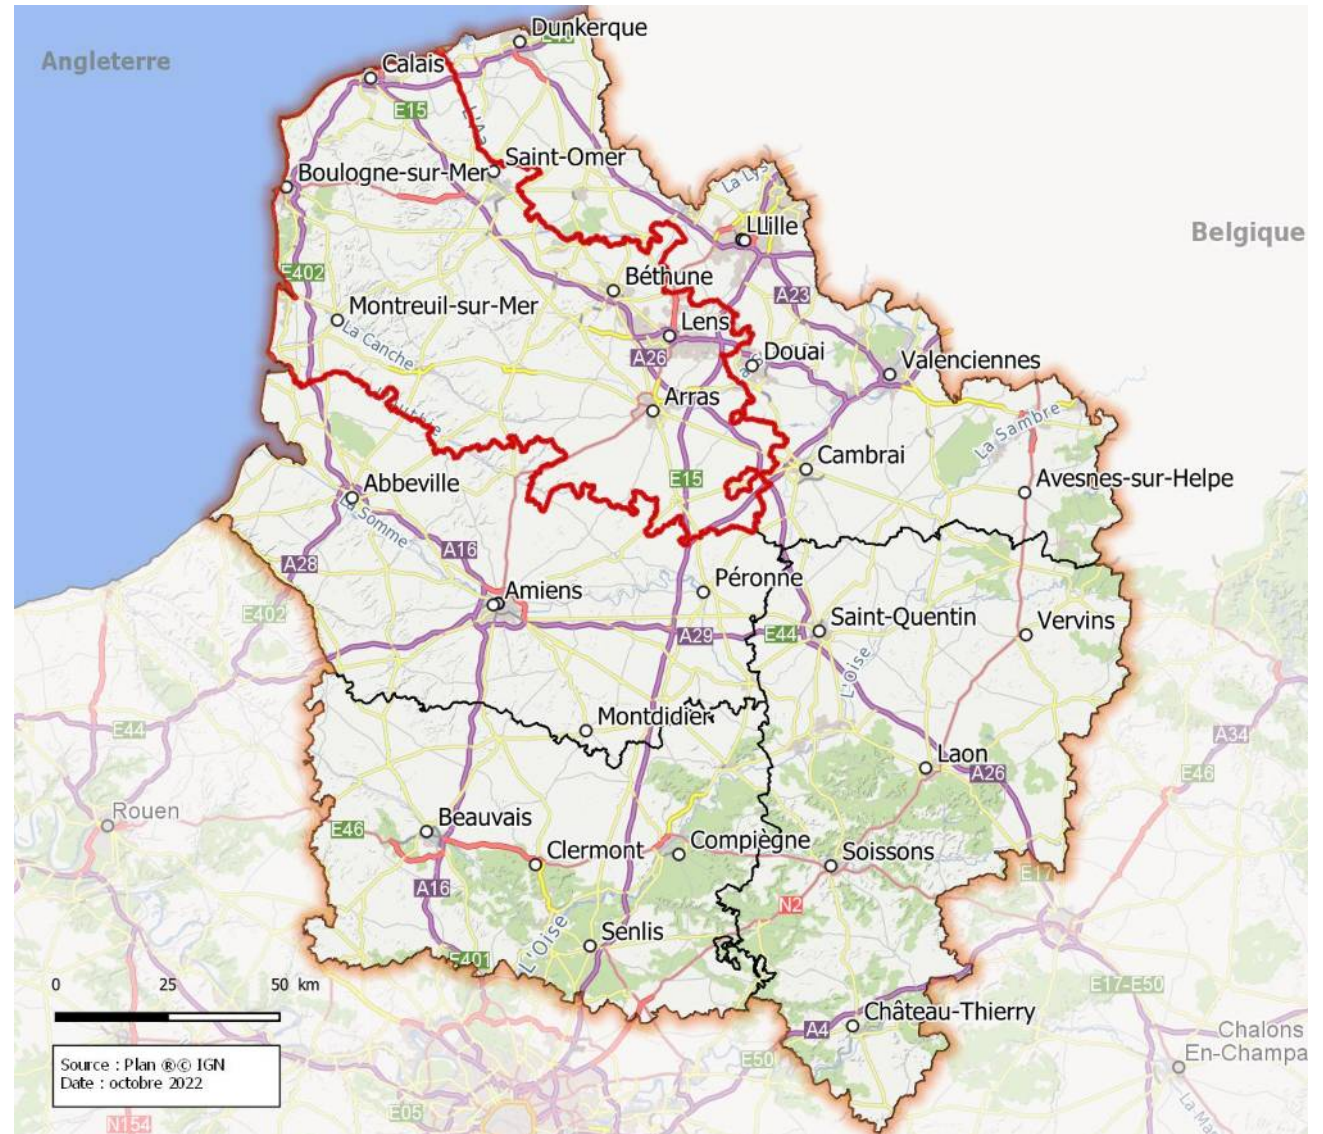 Dunkerque
Angleterre
Calais
E15
L'Aa
Saint-Omer
Boulogne-sur-Mer
La Lys
LLille
Belgique
E402
Béthune
A23
Montreuil-sur-Mer
Lens
La Canche
A26
Douai
Valenciennes
Arras
La Sambre
Cambrai
E15
Avesnes-sur-Helpe
Abbeville
La Somme
A16
A28
Péronne
Amiens
E402
Saint-Quentin
Vervins
A29
E44
L'Oise
Montdidier
E44
A34
Laon
A26
E46
Rouen
Beauvais
E46
Clermont
Compiègne
Soissons
A16
E17
N2
Senlis
L'Oise
E401
0 25 50 km
E17-E50
Château-Thierry
A4
Chalons
En-Champa
Source : Plan ®© IGN
Date : octobre 2022
E50
E05
N154
La Ma